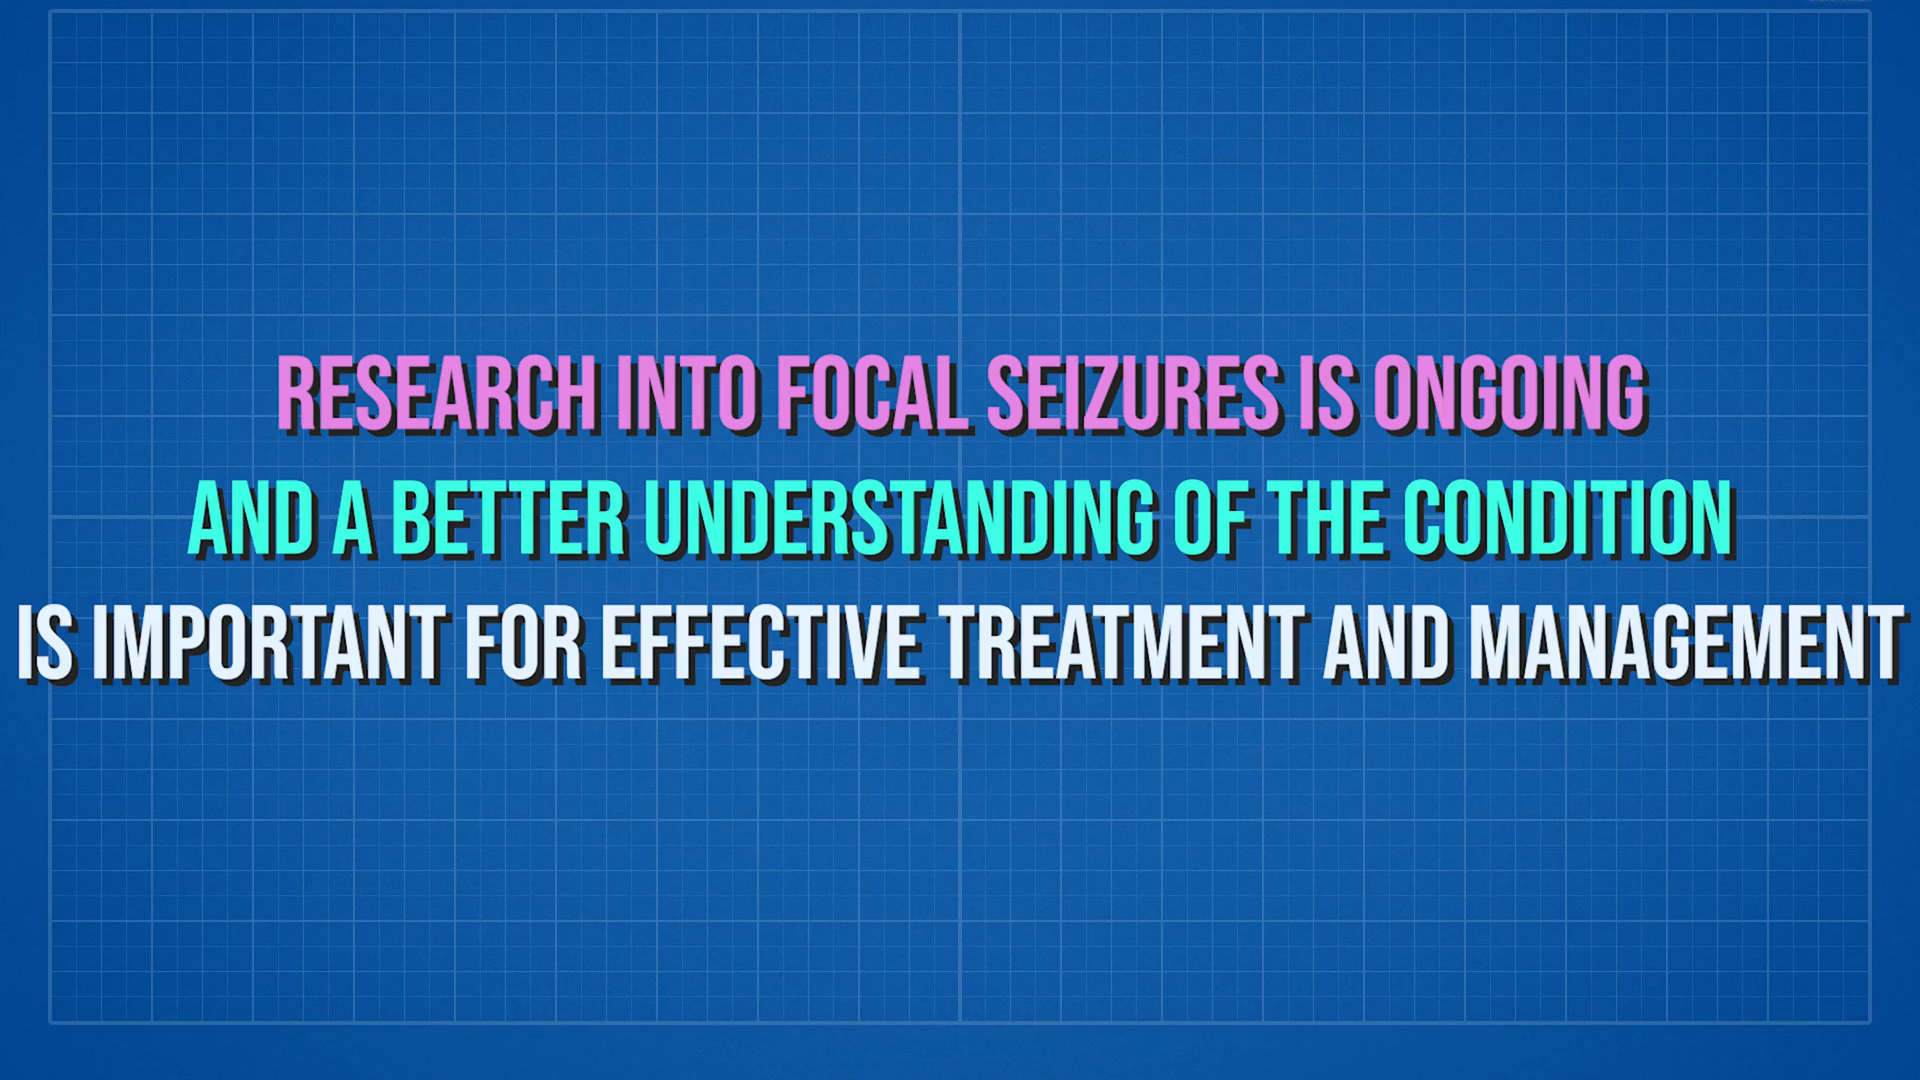 RESEARCH INTO FOCAL SEIZURES IS ONGOING
AND A BETTER UNDERSTANDING OF THE CONDITION
IS IMPORTANT FOR EFFECTIVE TREATMENT AND MANAGEMENT